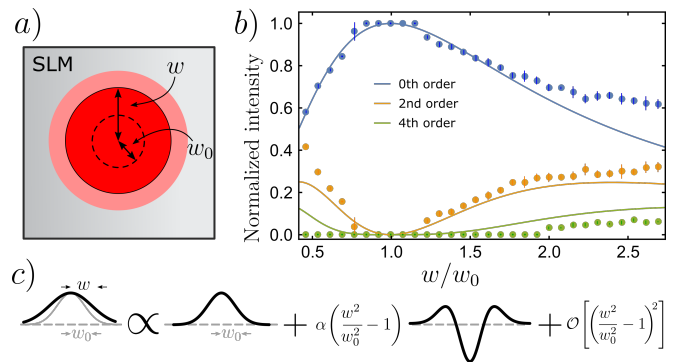 a)
SLM
w
w₀
b)
Normalized intensity
1.0
0.8
0.6
0.4
0.2
0.0
0th order
2nd order
4th order
0.5 1.0 1.5 2.0 2.5
w/w₀
c)
w
w₀
∝
w₀
+ α(w²/w₀² − 1)
+ 𝒪[(w²/w₀² − 1)²]